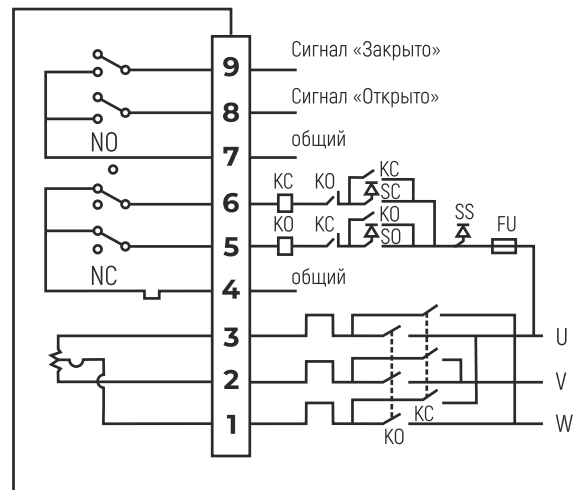 9 Сигнал «Закрыто»
8 Сигнал «Открыто»
NO
7 общий
6 KC KO KC SC
5 KO KC KO SO SS FU
NC
4 общий
3 U
2 V
1 KO KC W